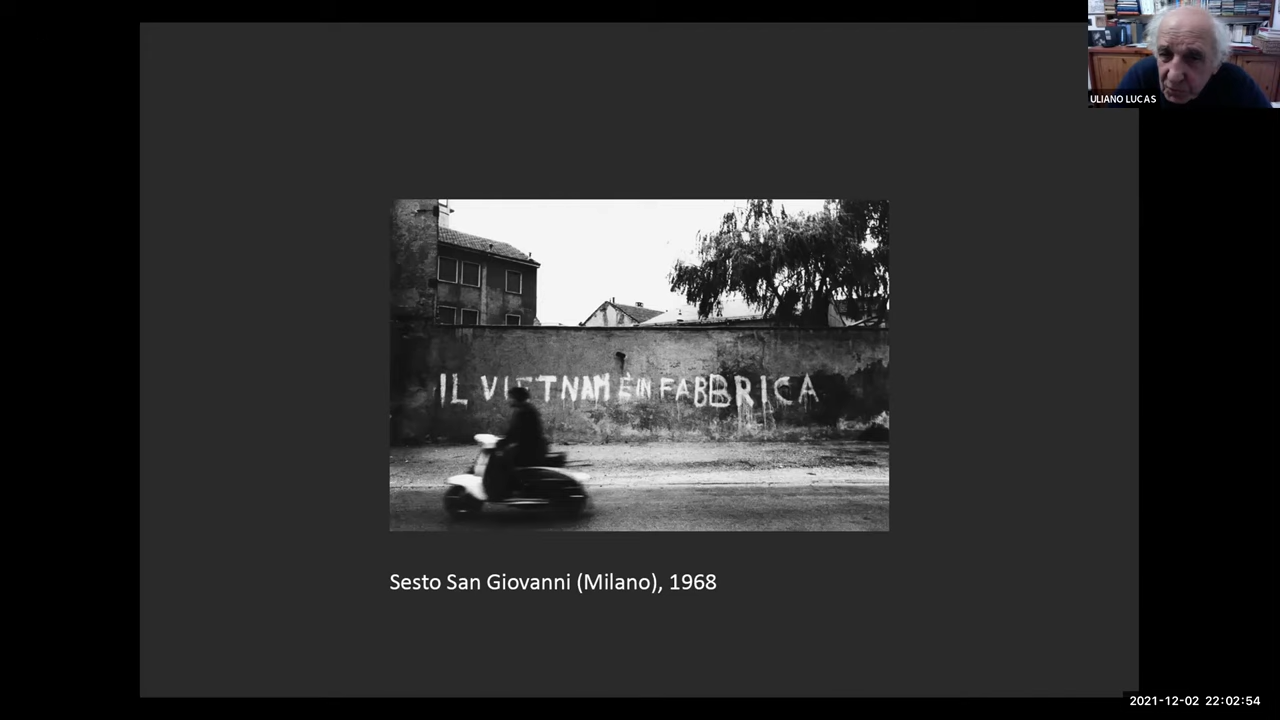 ULIANO LUCAS
IL VIETNAM È IN FABBRICA
Sesto San Giovanni (Milano), 1968
2021-12-02 22:02:54